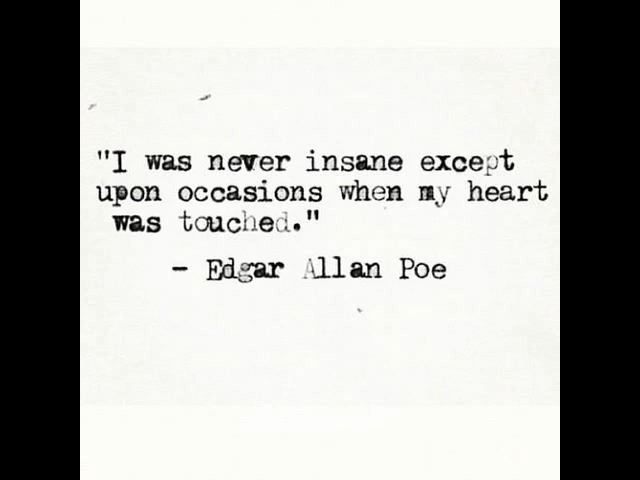 "I was never insane except
upon occasions when my heart
was touched."
- Edgar Allan Poe